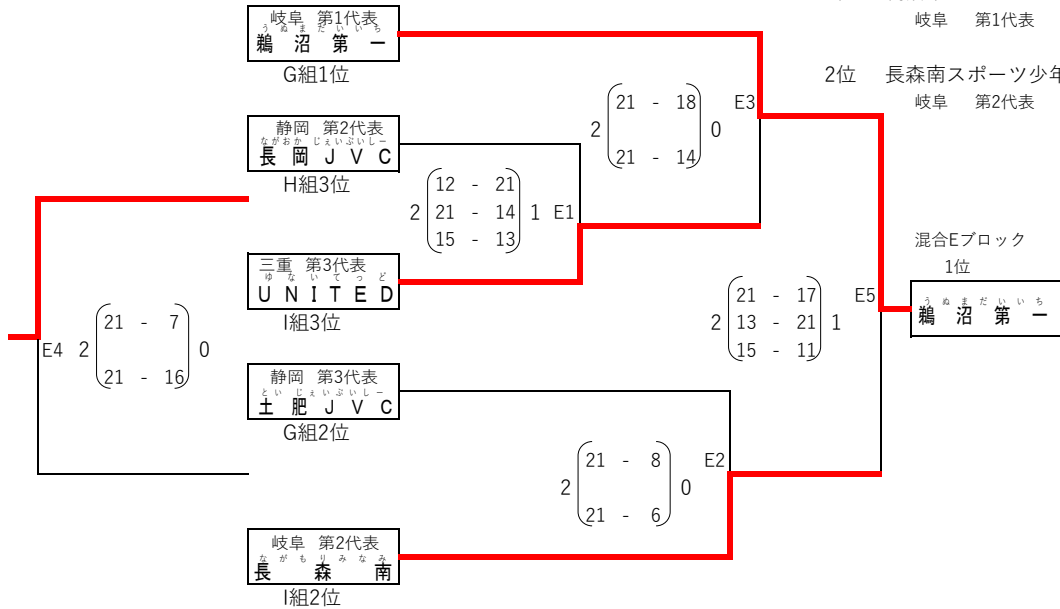 岐阜 第1代表
うぬまだいいち
鵜沼第一
G組1位
静岡 第2代表
ながおか じぇいぶいしー
長岡JVC
H組3位
三重 第3代表
ゆないてっど
UNITED
I組3位
静岡 第3代表
とい じぇいぶいしー
土肥JVC
G組2位
岐阜 第2代表
ながもりみなみ
長森南
I組2位
E4 2 21 - 7 0
21 - 16
12 - 21
2 21 - 14 1 E1
15 - 13
21 - 18 E3
2 0
21 - 14
21 - 8 E2
2 0
21 - 6
21 - 17 E5
2 13 - 21 1
15 - 11
岐阜 第1代表
2位 長森南スポーツ少年
岐阜 第2代表
混合Eブロック
1位
うぬまだいいち
鵜沼第一